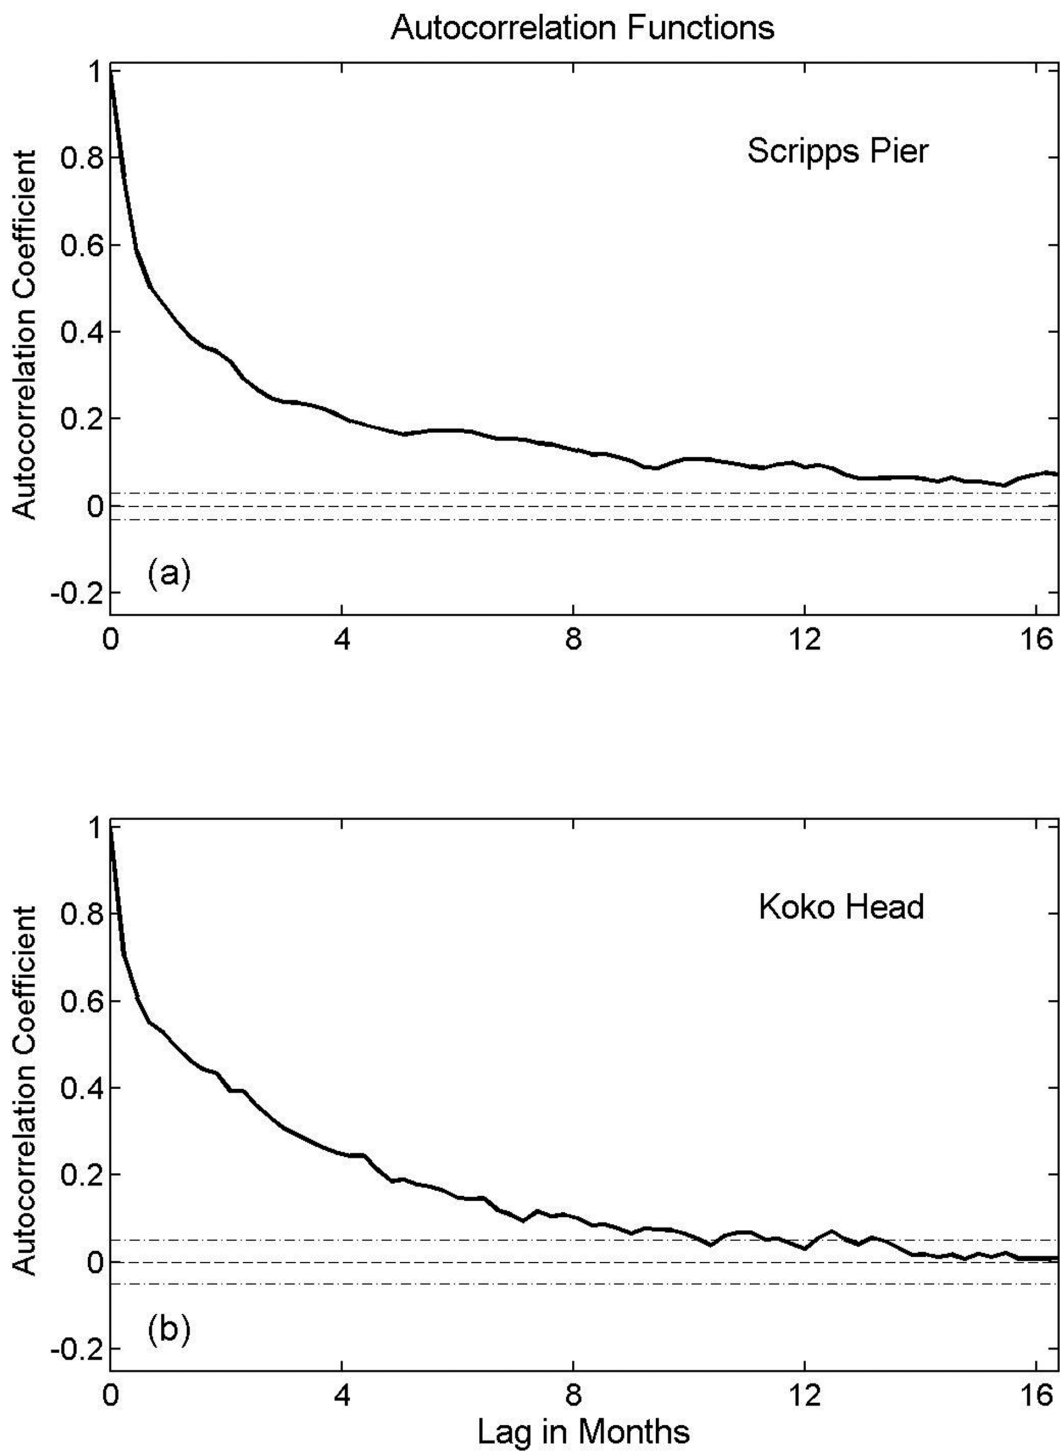 Autocorrelation Functions
Autocorrelation Coefficient
1
0.8
0.6
0.4
0.2
0
-0.2
Scripps Pier
(a)
0 4 8 12 16
Autocorrelation Coefficient
1
0.8
0.6
0.4
0.2
0
-0.2
Koko Head
(b)
0 4 8 12 16
Lag in Months